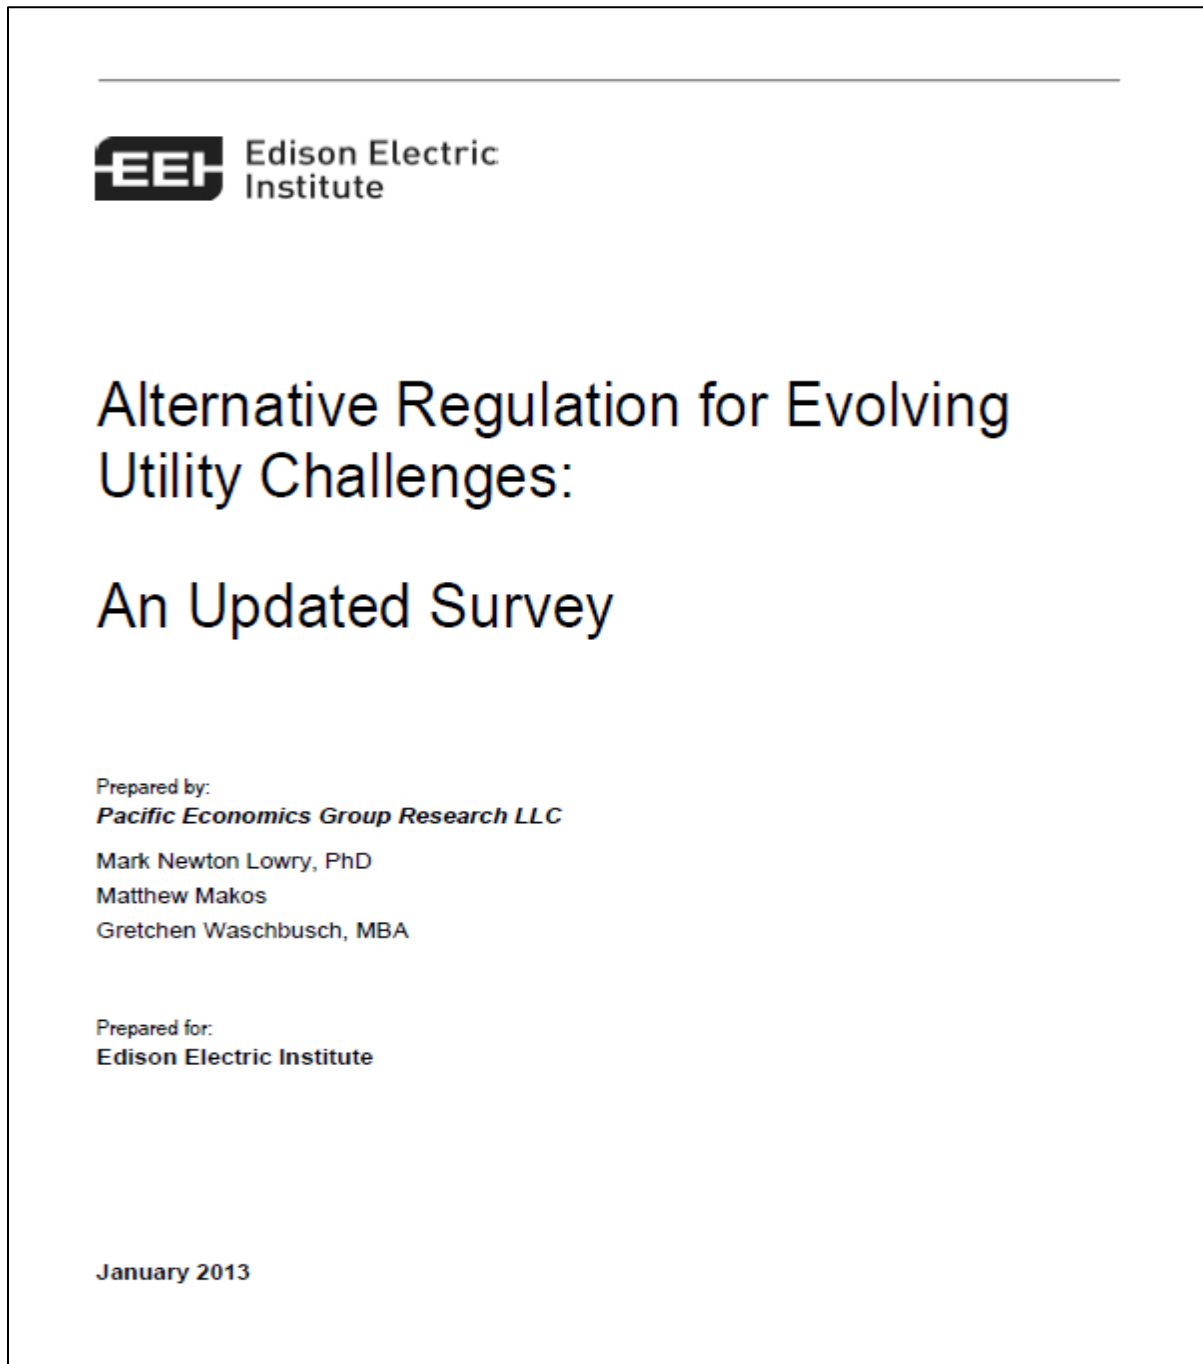 EEI Edison Electric
Institute
Alternative Regulation for Evolving
Utility Challenges:
An Updated Survey
Prepared by:
Pacific Economics Group Research LLC
Mark Newton Lowry, PhD
Matthew Makos
Gretchen Waschbusch, MBA
Prepared for:
Edison Electric Institute
January 2013